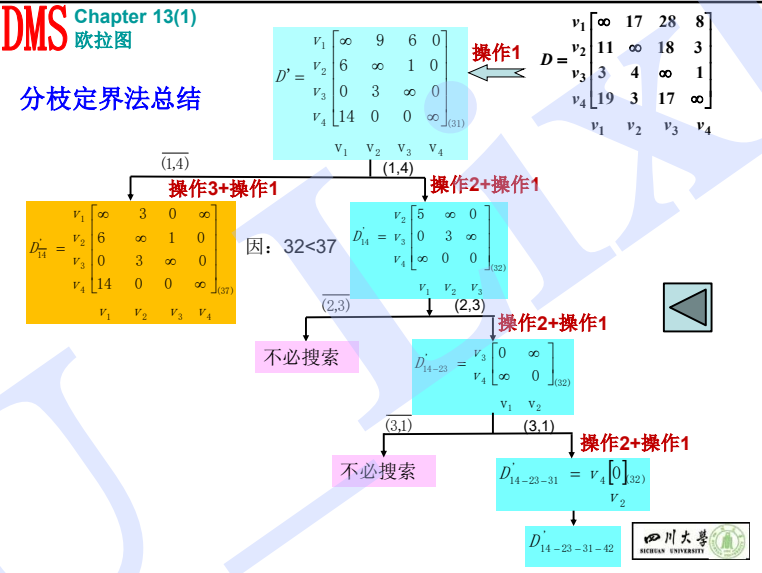 DMS Chapter 13(1)
欧拉图
分枝定界法总结
D' =
v1 ∞ 9 6 0
v2 6 ∞ 1 0
v3 0 3 ∞ 0
v4 14 0 0 ∞ (31)
v1 v2 v3 v4
操作1
D =
v1 ∞ 17 28 8
v2 11 ∞ 18 3
v3 3 4 ∞ 1
v4 19 3 17 ∞
v1 v2 v3 v4
(1,4)
(1,4)
操作3+操作1
操作2+操作1
D'14 =
v1 ∞ 3 0 ∞
v2 6 ∞ 1 0
v3 0 3 ∞ 0
v4 14 0 0 ∞ (37)
v1 v2 v3 v4
因：32<37
D'14 =
v2 5 ∞ 0
v3 0 3 ∞
v4 ∞ 0 0 (32)
v1 v2 v3
(2,3)
(2,3)
操作2+操作1
不必搜索
D'14-23 =
v3 0 ∞
v4 ∞ 0 (32)
v1 v2
(3,1)
(3,1)
操作2+操作1
不必搜索
D'14-23-31 = v4 [0](32)
v2
D'14-23-31-42
四川大学
SICHUAN UNIVERSITY